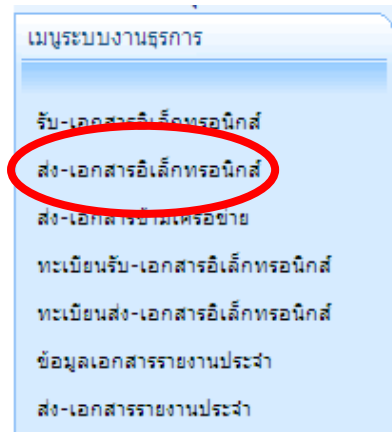 เมนูระบบงานธุรการ
รับ-เอกสารอิเล็กทรอนิกส์
ส่ง-เอกสารอิเล็กทรอนิกส์
ส่ง-เอกสารข้ามเครือข่าย
ทะเบียนรับ-เอกสารอิเล็กทรอนิกส์
ทะเบียนส่ง-เอกสารอิเล็กทรอนิกส์
ข้อมูลเอกสารรายงานประจำ
ส่ง-เอกสารรายงานประจำ